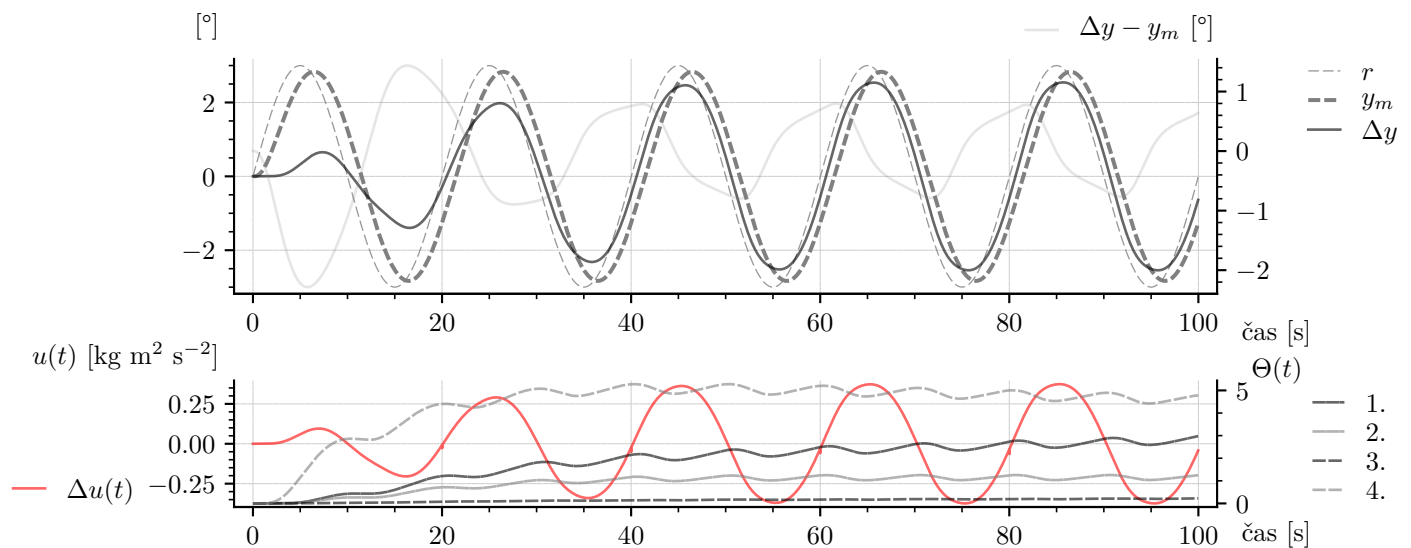 [°]
Δy − yₘ [°]
r
yₘ
Δy
2
0
−2
1
0
−1
−2
0 20 40 60 80 100
čas [s]
u(t) [kg m² s⁻²]
Θ(t)
0.25
0.00
−0.25
Δu(t)
5
0
1.
2.
3.
4.
0 20 40 60 80 100
čas [s]